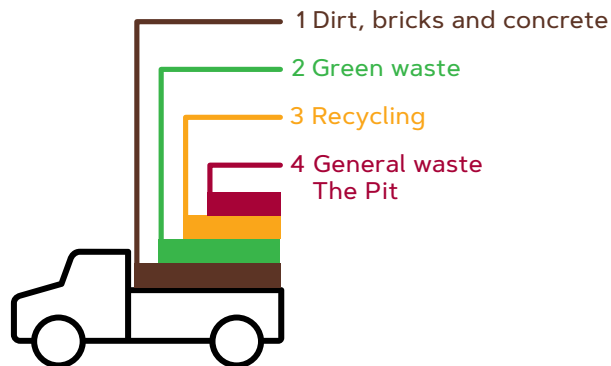 1 Dirt, bricks and concrete
2 Green waste
3 Recycling
4 General waste
The Pit